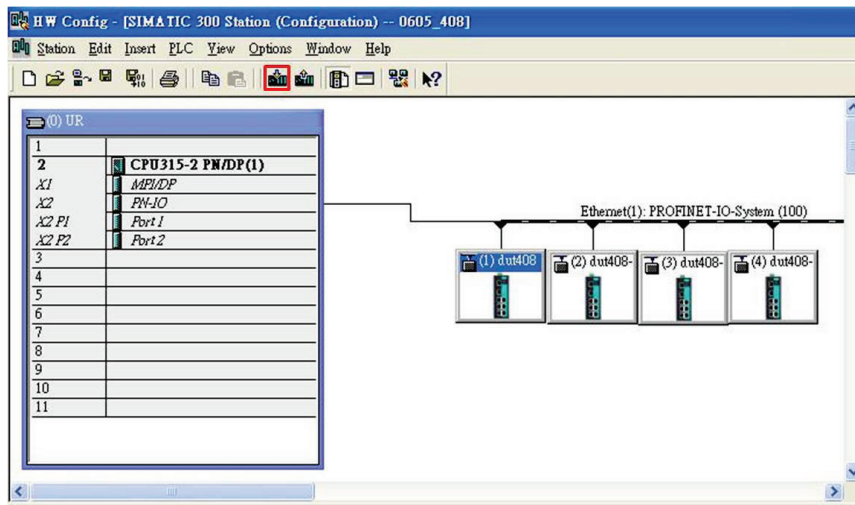 HW Config - [SIMATIC 300 Station (Configuration) -- 0605_408]
Station Edit Insert PLC View Options Window Help
(0) UR
1
2 CPU315-2 PN/DP(1)
X1 MPI/DP
X2 PN-IO
X2 P1 Port 1
X2 P2 Port 2
3
4
5
6
7
8
9
10
11
Ethernet(1): PROFINET-IO-System (100)
(1) dut408 (2) dut408- (3) dut408- (4) dut408-